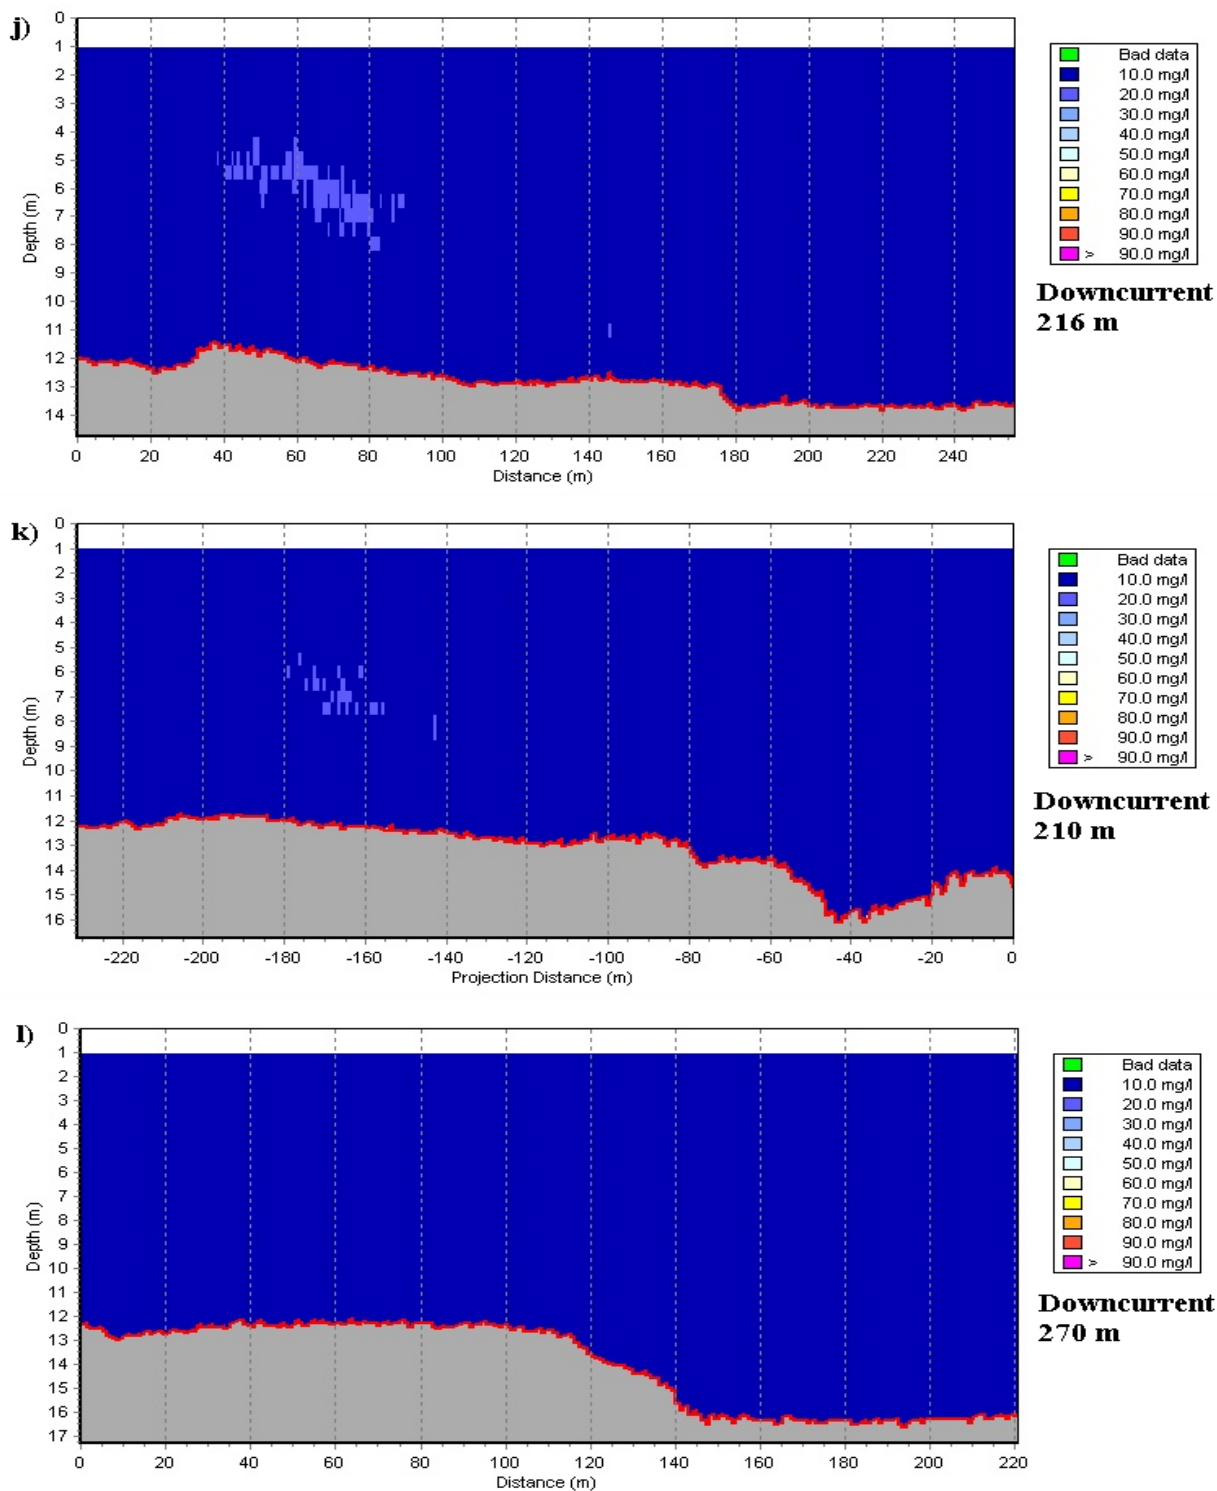 j)
0
1
2
3
4
5
6
7
8
9
10
11
12
13
14
Depth (m)
0 20 40 60 80 100 120 140 160 180 200 220 240
Distance (m)
Bad data
10.0 mg/l
20.0 mg/l
30.0 mg/l
40.0 mg/l
50.0 mg/l
60.0 mg/l
70.0 mg/l
80.0 mg/l
90.0 mg/l
> 90.0 mg/l
Downcurrent
216 m
k)
0
1
2
3
4
5
6
7
8
9
10
11
12
13
14
15
16
Depth (m)
-220 -200 -180 -160 -140 -120 -100 -80 -60 -40 -20 0
Projection Distance (m)
Bad data
10.0 mg/l
20.0 mg/l
30.0 mg/l
40.0 mg/l
50.0 mg/l
60.0 mg/l
70.0 mg/l
80.0 mg/l
90.0 mg/l
> 90.0 mg/l
Downcurrent
210 m
l)
0
1
2
3
4
5
6
7
8
9
10
11
12
13
14
15
16
17
Depth (m)
0 20 40 60 80 100 120 140 160 180 200 220
Distance (m)
Bad data
10.0 mg/l
20.0 mg/l
30.0 mg/l
40.0 mg/l
50.0 mg/l
60.0 mg/l
70.0 mg/l
80.0 mg/l
90.0 mg/l
> 90.0 mg/l
Downcurrent
270 m